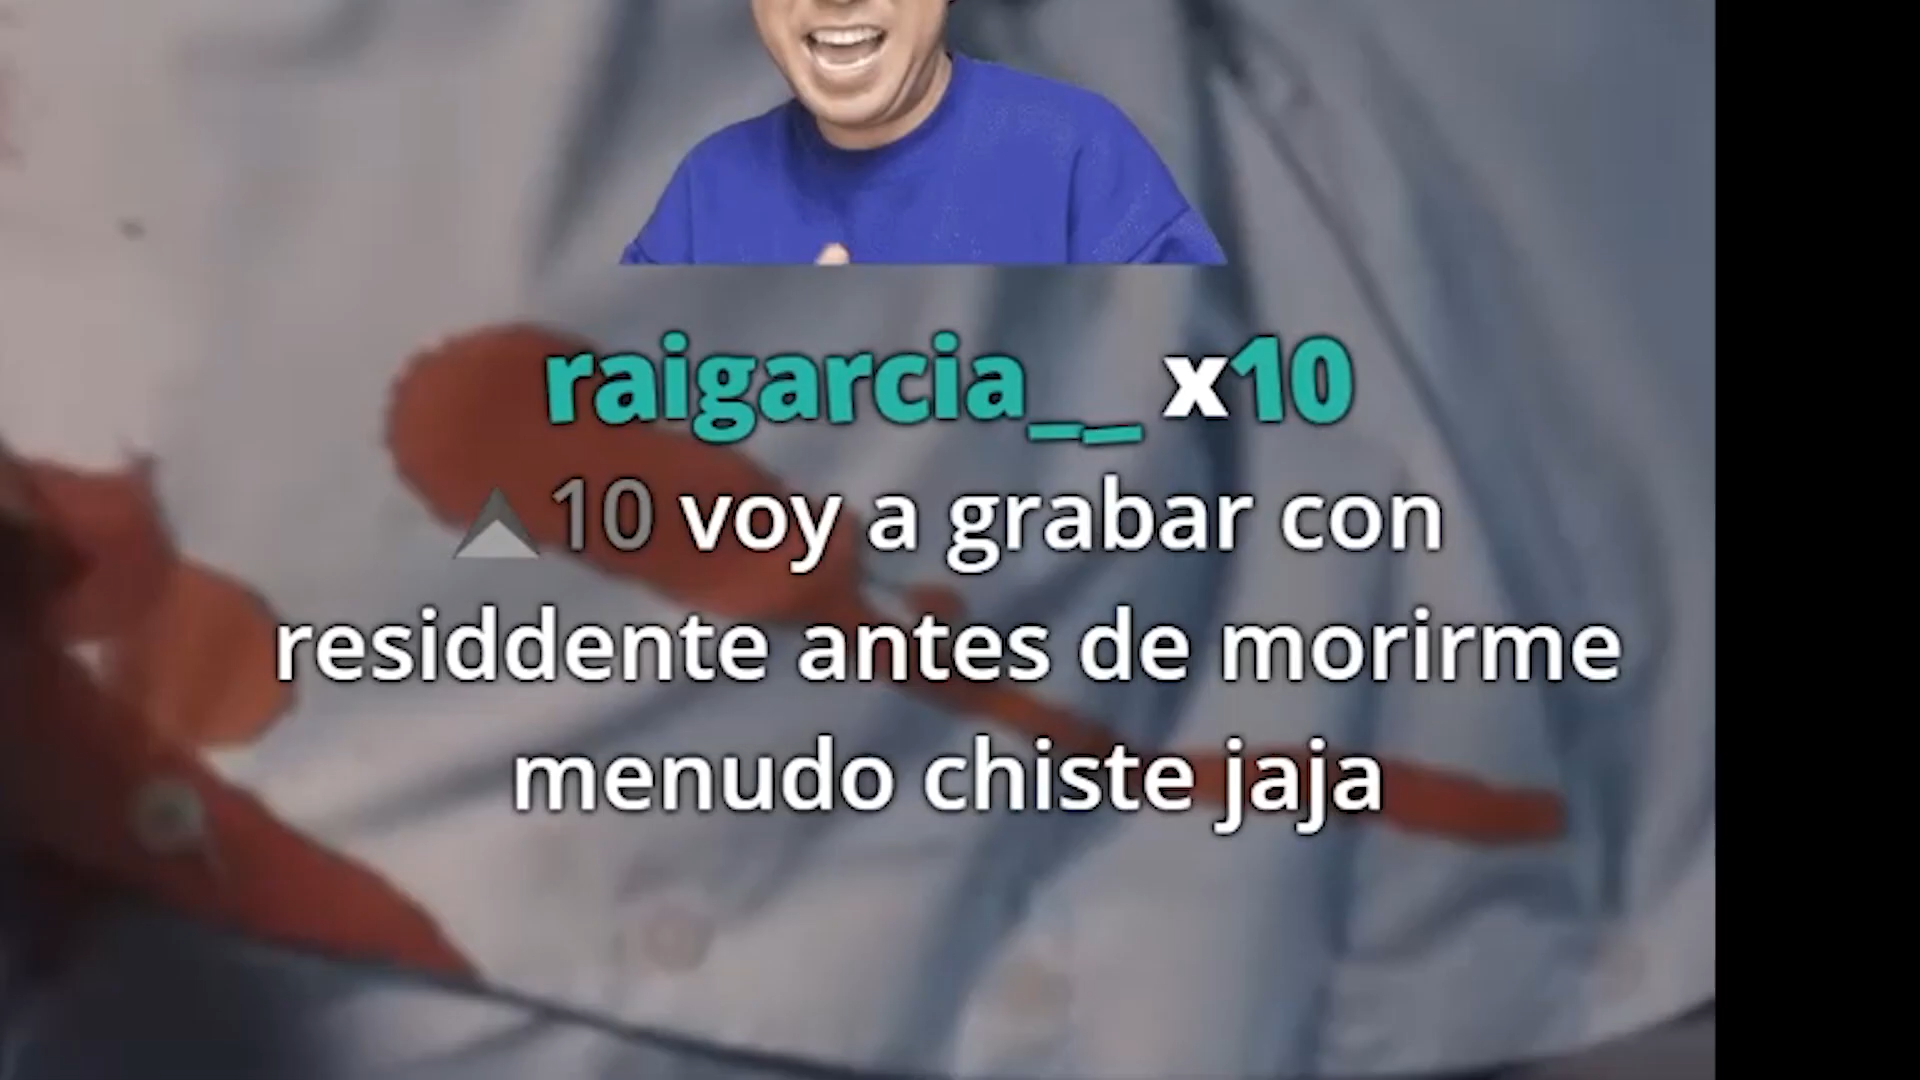 raigarcia__ x10
10 voy a grabar con
residdente antes de morirme
menudo chiste jaja